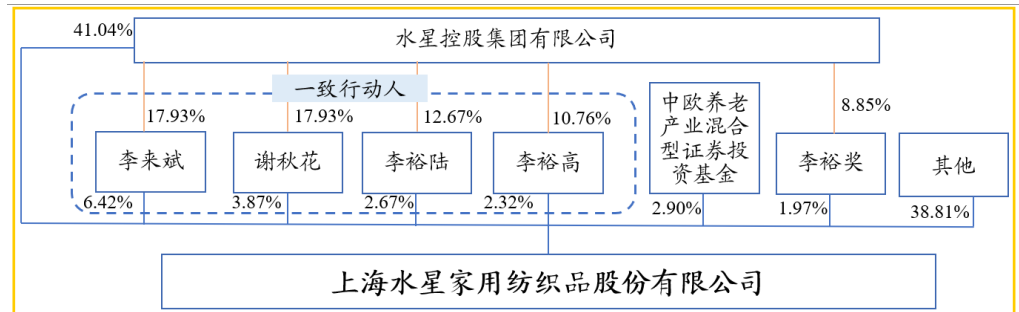 41.04%
水星控股集团有限公司
一致行动人
17.93%
17.93%
12.67%
10.76%
8.85%
李来斌
谢秋花
李裕陆
李裕高
中欧养老
产业混合
型证券投
资基金
李裕奖
其他
6.42%
3.87%
2.67%
2.32%
2.90%
1.97%
38.81%
上海水星家用纺织品股份有限公司